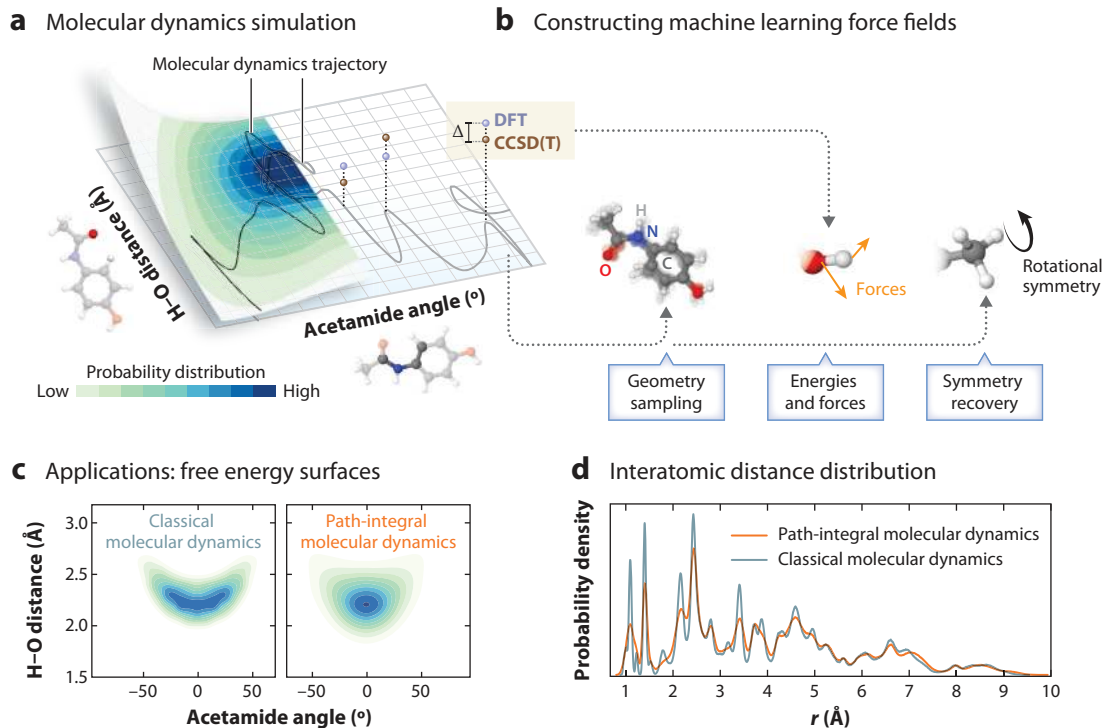 a Molecular dynamics simulation
Molecular dynamics trajectory
Δ
DFT
CCSD(T)
H–O distance (Å)
Acetamide angle (º)
Probability distribution
Low
High
b Constructing machine learning force fields
H
N
O
C
Forces
Rotational
symmetry
Geometry
sampling
Energies
and forces
Symmetry
recovery
c Applications: free energy surfaces
H–O distance (Å)
3.0
2.5
2.0
1.5
Classical
molecular dynamics
Path-integral
molecular dynamics
−50 0 50 −50 0 50
Acetamide angle (º)
d Interatomic distance distribution
Probability density
Path-integral molecular dynamics
Classical molecular dynamics
1 2 3 4 5 6 7 8 9 10
r (Å)